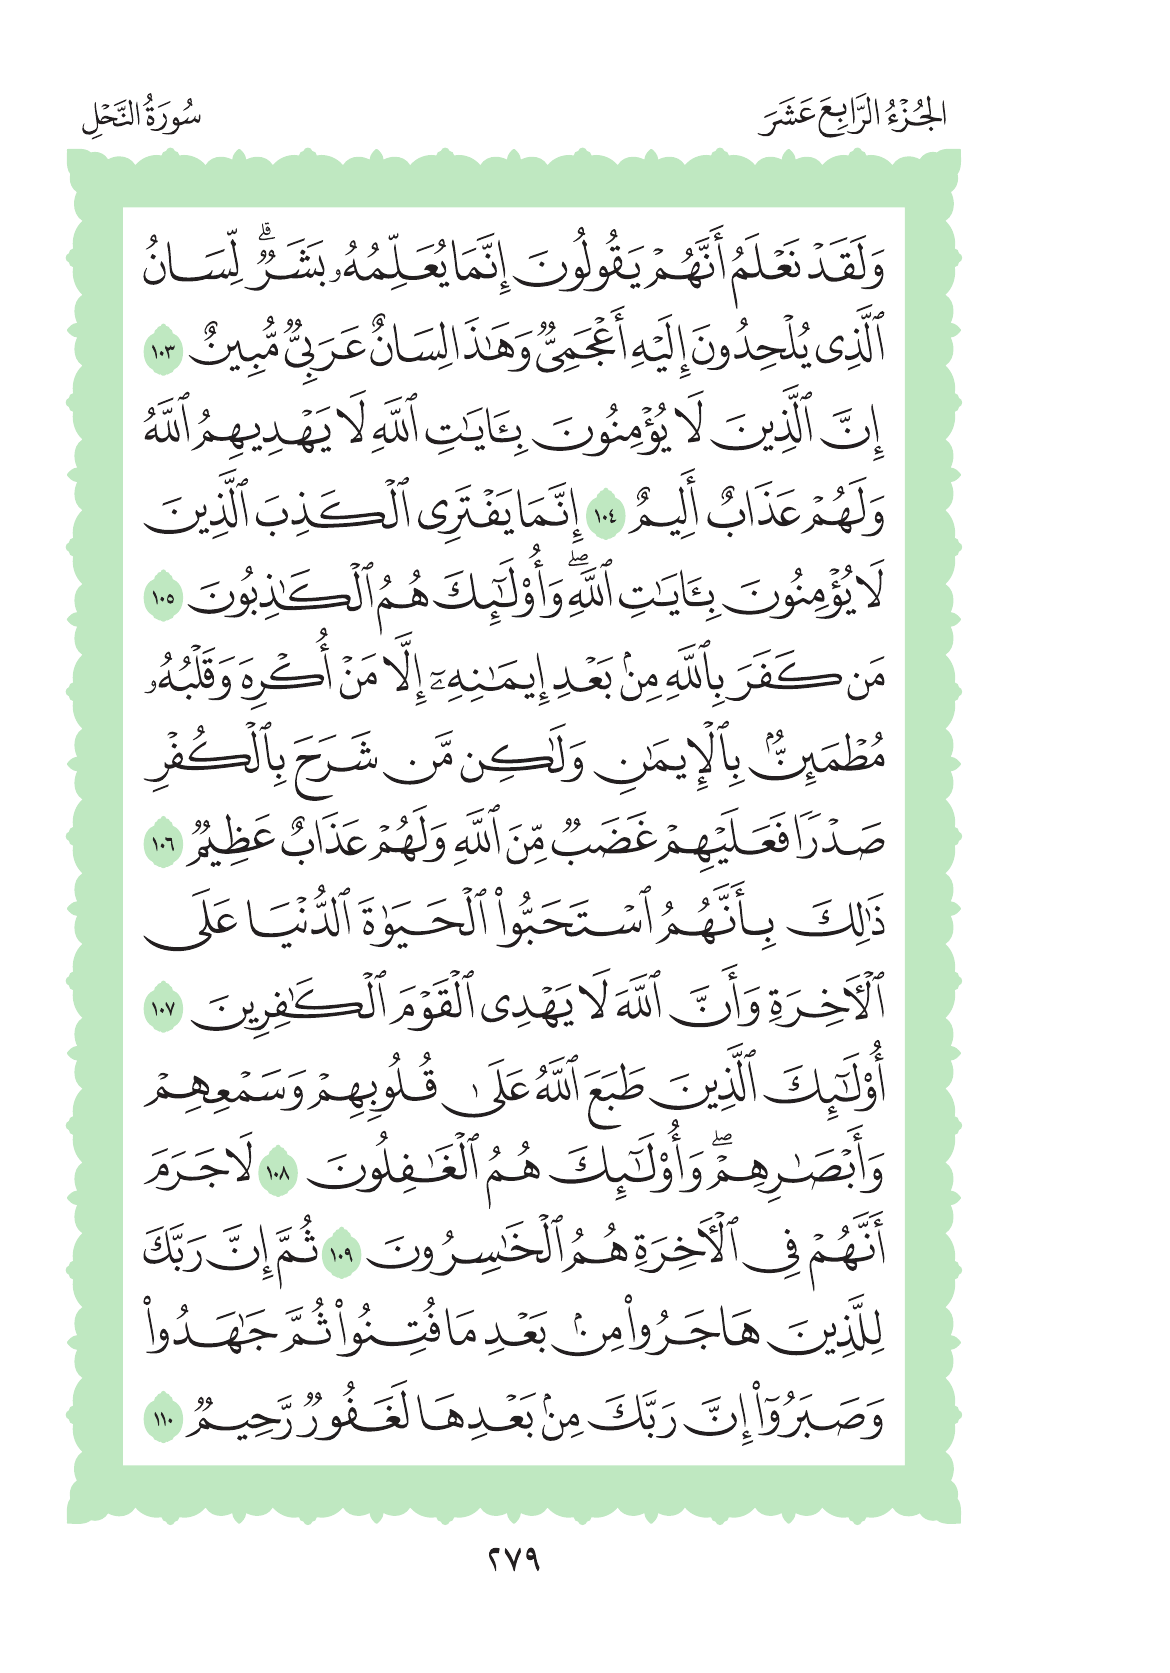 الجُزْءُ الرَّابِعَ عَشَرَ
سُورَةُ النَّحْلِ
وَلَقَدْ نَعْلَمُ أَنَّهُمْ يَقُولُونَ إِنَّمَا يُعَلِّمُهُۥ بَشَرٞۗ لِّسَانُ
ٱلَّذِي يُلْحِدُونَ إِلَيْهِ أَعْجَمِيّٞ وَهَٰذَا لِسَانٌ عَرَبِيّٞ مُّبِينٌ ١٠٣
إِنَّ ٱلَّذِينَ لَا يُؤْمِنُونَ بِـَٔايَٰتِ ٱللَّهِ لَا يَهْدِيهِمُ ٱللَّهُ
وَلَهُمْ عَذَابٌ أَلِيمٌ ١٠٤ إِنَّمَا يَفْتَرِي ٱلْكَذِبَ ٱلَّذِينَ
لَا يُؤْمِنُونَ بِـَٔايَٰتِ ٱللَّهِۖ وَأُوْلَٰٓئِكَ هُمُ ٱلْكَٰذِبُونَ ١٠٥
مَن كَفَرَ بِٱللَّهِ مِنۢ بَعْدِ إِيمَٰنِهِۦٓ إِلَّا مَنْ أُكْرِهَ وَقَلْبُهُۥ
مُطْمَئِنُّۢ بِٱلْإِيمَٰنِ وَلَٰكِن مَّن شَرَحَ بِٱلْكُفْرِ
صَدْرٗا فَعَلَيْهِمْ غَضَبٞ مِّنَ ٱللَّهِ وَلَهُمْ عَذَابٌ عَظِيمٞ ١٠٦
ذَٰلِكَ بِأَنَّهُمُ ٱسْتَحَبُّواْ ٱلْحَيَوٰةَ ٱلدُّنْيَا عَلَى
ٱلْأٓخِرَةِ وَأَنَّ ٱللَّهَ لَا يَهْدِي ٱلْقَوْمَ ٱلْكَٰفِرِينَ ١٠٧
أُوْلَٰٓئِكَ ٱلَّذِينَ طَبَعَ ٱللَّهُ عَلَىٰ قُلُوبِهِمْ وَسَمْعِهِمْ
وَأَبْصَٰرِهِمْۖ وَأُوْلَٰٓئِكَ هُمُ ٱلْغَٰفِلُونَ ١٠٨ لَا جَرَمَ
أَنَّهُمْ فِي ٱلْأٓخِرَةِ هُمُ ٱلْخَٰسِرُونَ ١٠٩ ثُمَّ إِنَّ رَبَّكَ
لِلَّذِينَ هَاجَرُواْ مِنۢ بَعْدِ مَا فُتِنُواْ ثُمَّ جَٰهَدُواْ
وَصَبَرُوٓاْ إِنَّ رَبَّكَ مِنۢ بَعْدِهَا لَغَفُورٞ رَّحِيمٞ ١١٠
٢٧٩